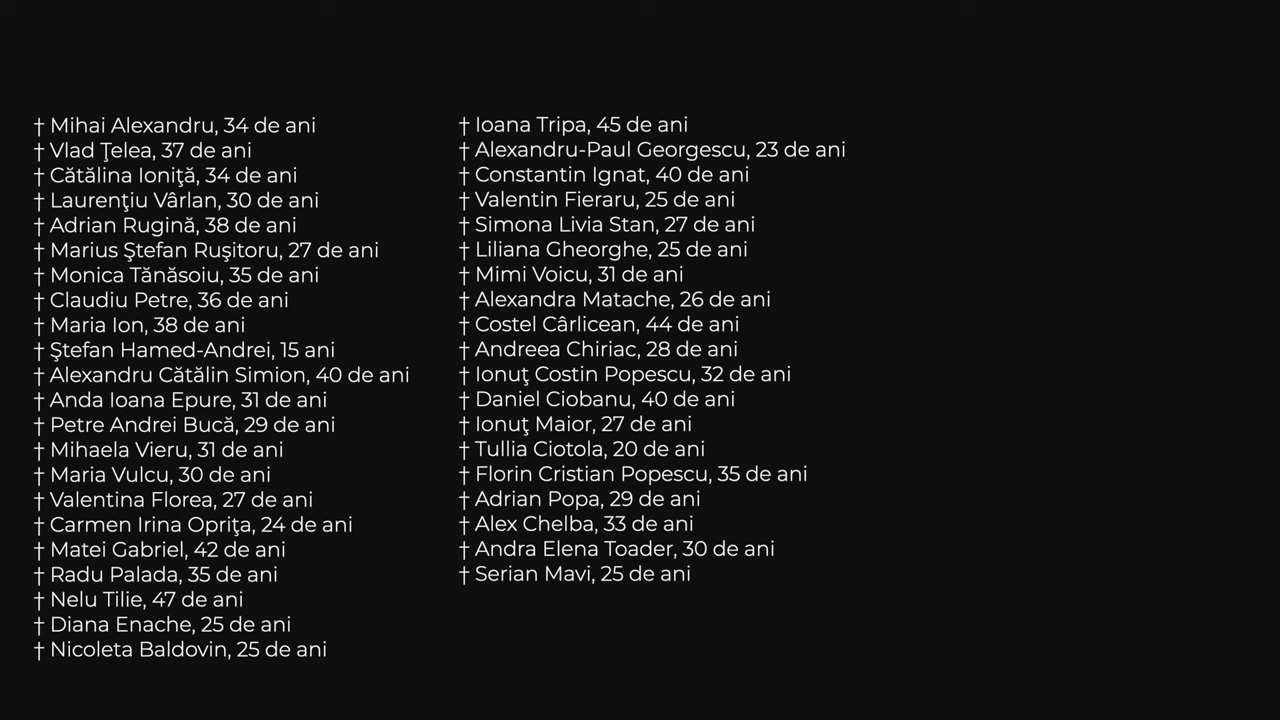 † Mihai Alexandru, 34 de ani
† Vlad Ţelea, 37 de ani
† Cătălina Ioniţă, 34 de ani
† Laurenţiu Vârlan, 30 de ani
† Adrian Rugină, 38 de ani
† Marius Ştefan Ruşitoru, 27 de ani
† Monica Tănăsoiu, 35 de ani
† Claudiu Petre, 36 de ani
† Maria Ion, 38 de ani
† Ştefan Hamed-Andrei, 15 ani
† Alexandru Cătălin Simion, 40 de ani
† Anda Ioana Epure, 31 de ani
† Petre Andrei Bucă, 29 de ani
† Mihaela Vieru, 31 de ani
† Maria Vulcu, 30 de ani
† Valentina Florea, 27 de ani
† Carmen Irina Opriţa, 24 de ani
† Matei Gabriel, 42 de ani
† Radu Palada, 35 de ani
† Nelu Tilie, 47 de ani
† Diana Enache, 25 de ani
† Nicoleta Baldovin, 25 de ani
† Ioana Tripa, 45 de ani
† Alexandru-Paul Georgescu, 23 de ani
† Constantin Ignat, 40 de ani
† Valentin Fieraru, 25 de ani
† Simona Livia Stan, 27 de ani
† Liliana Gheorghe, 25 de ani
† Mimi Voicu, 31 de ani
† Alexandra Matache, 26 de ani
† Costel Cârlicean, 44 de ani
† Andreea Chiriac, 28 de ani
† Ionuţ Costin Popescu, 32 de ani
† Daniel Ciobanu, 40 de ani
† Ionuţ Maior, 27 de ani
† Tullia Ciotola, 20 de ani
† Florin Cristian Popescu, 35 de ani
† Adrian Popa, 29 de ani
† Alex Chelba, 33 de ani
† Andra Elena Toader, 30 de ani
† Serian Mavi, 25 de ani